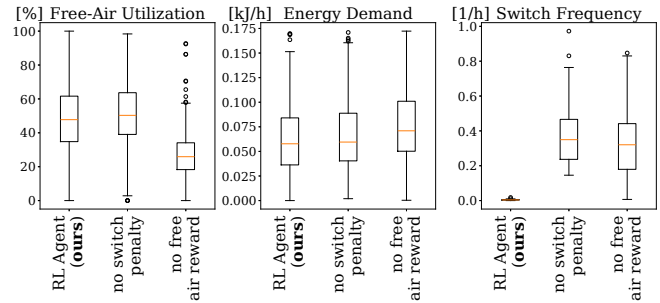 [%] Free-Air Utilization
100
80
60
40
20
0
RL Agent
(ours)
no switch
penalty
no free
air reward
[kJ/h] Energy Demand
0.175
0.150
0.125
0.100
0.075
0.050
0.025
0.000
RL Agent
(ours)
no switch
penalty
no free
air reward
[1/h] Switch Frequency
1.0
0.8
0.6
0.4
0.2
0.0
RL Agent
(ours)
no switch
penalty
no free
air reward